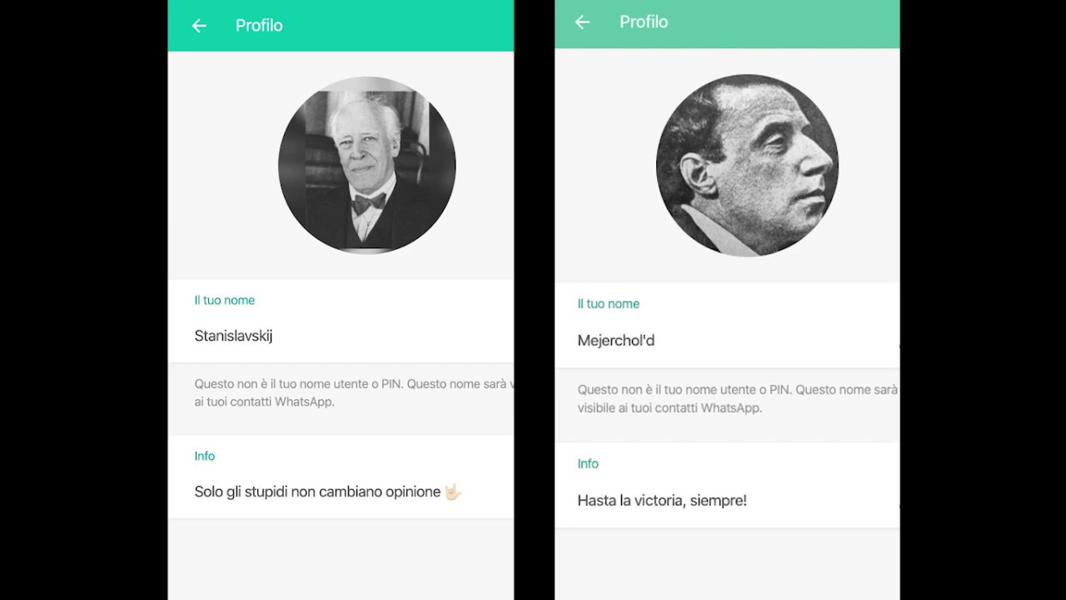 Profilo
Il tuo nome
Stanislavskij
Questo non è il tuo nome utente o PIN. Questo nome sarà v
ai tuoi contatti WhatsApp.
Info
Solo gli stupidi non cambiano opinione 🤟🏻
Profilo
Il tuo nome
Mejerchol'd
Questo non è il tuo nome utente o PIN. Questo nome sarà
visibile ai tuoi contatti WhatsApp.
Info
Hasta la victoria, siempre!